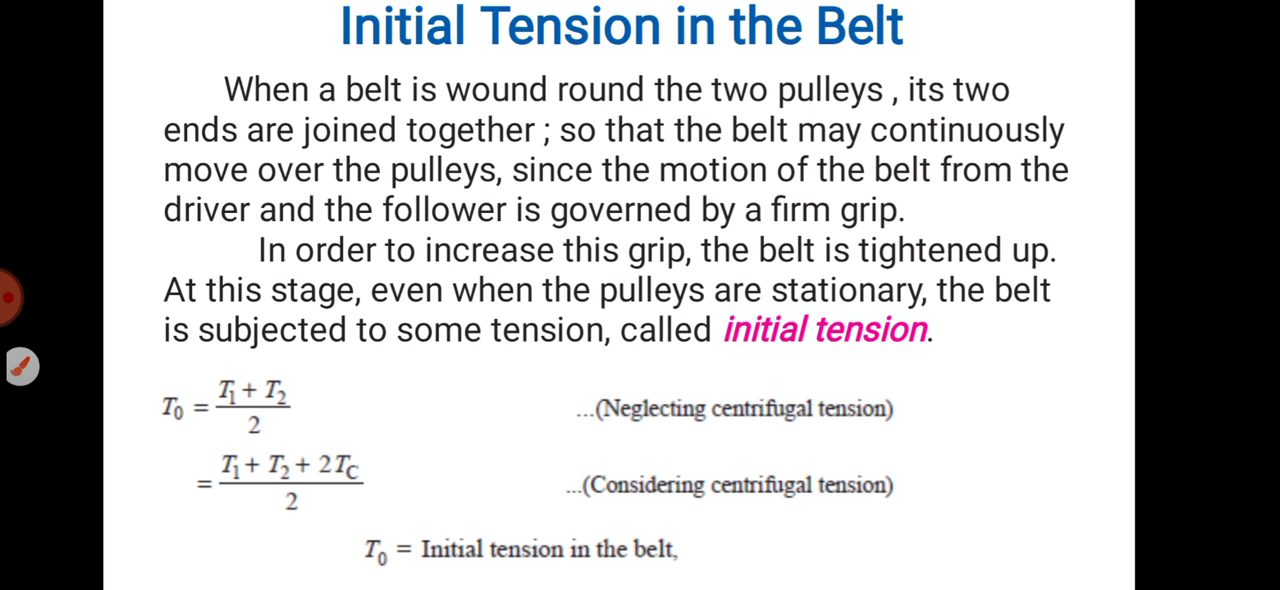 Initial Tension in the Belt
When a belt is wound round the two pulleys , its two
ends are joined together ; so that the belt may continuously
move over the pulleys, since the motion of the belt from the
driver and the follower is governed by a firm grip.
In order to increase this grip, the belt is tightened up.
At this stage, even when the pulleys are stationary, the belt
is subjected to some tension, called initial tension.
T₀ = (T₁ + T₂)/2 ...(Neglecting centrifugal tension)
= (T₁ + T₂ + 2T_C)/2 ...(Considering centrifugal tension)
T₀ = Initial tension in the belt,